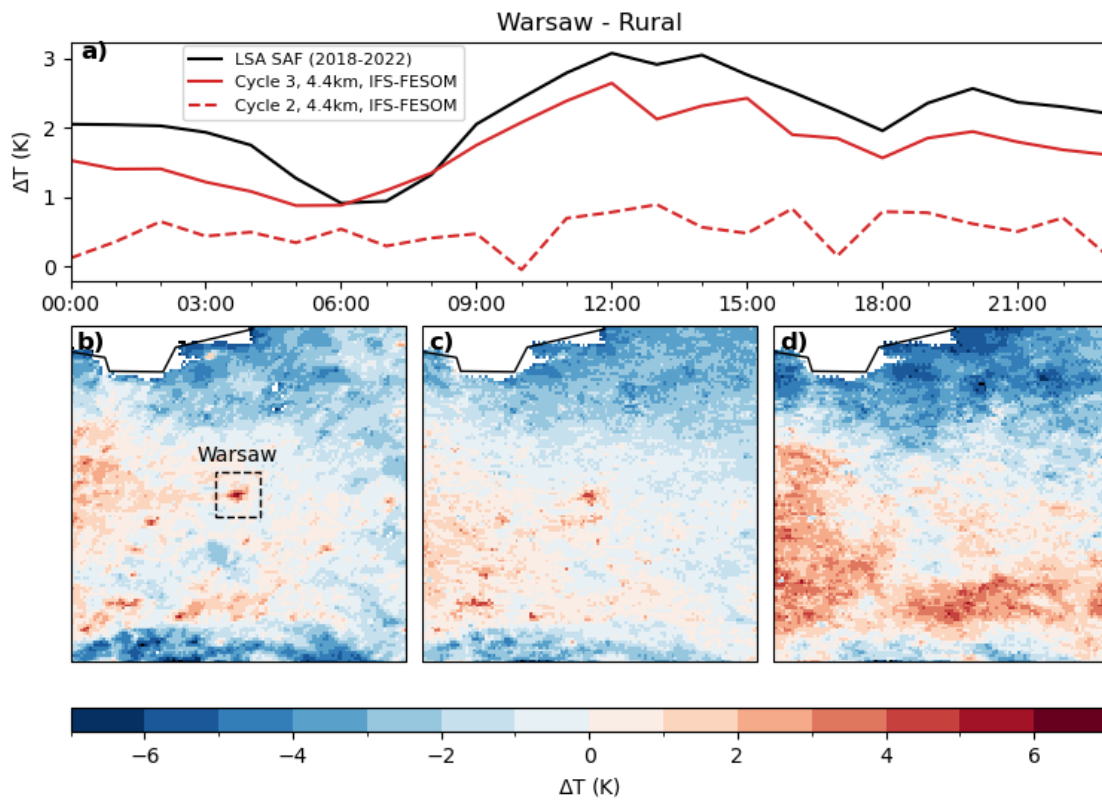 Warsaw - Rural
a)
LSA SAF (2018-2022)
Cycle 3, 4.4km, IFS-FESOM
Cycle 2, 4.4km, IFS-FESOM
ΔT (K)
3
2
1
0
00:00 03:00 06:00 09:00 12:00 15:00 18:00 21:00
b) c) d)
Warsaw
−6 −4 −2 0 2 4 6
ΔT (K)